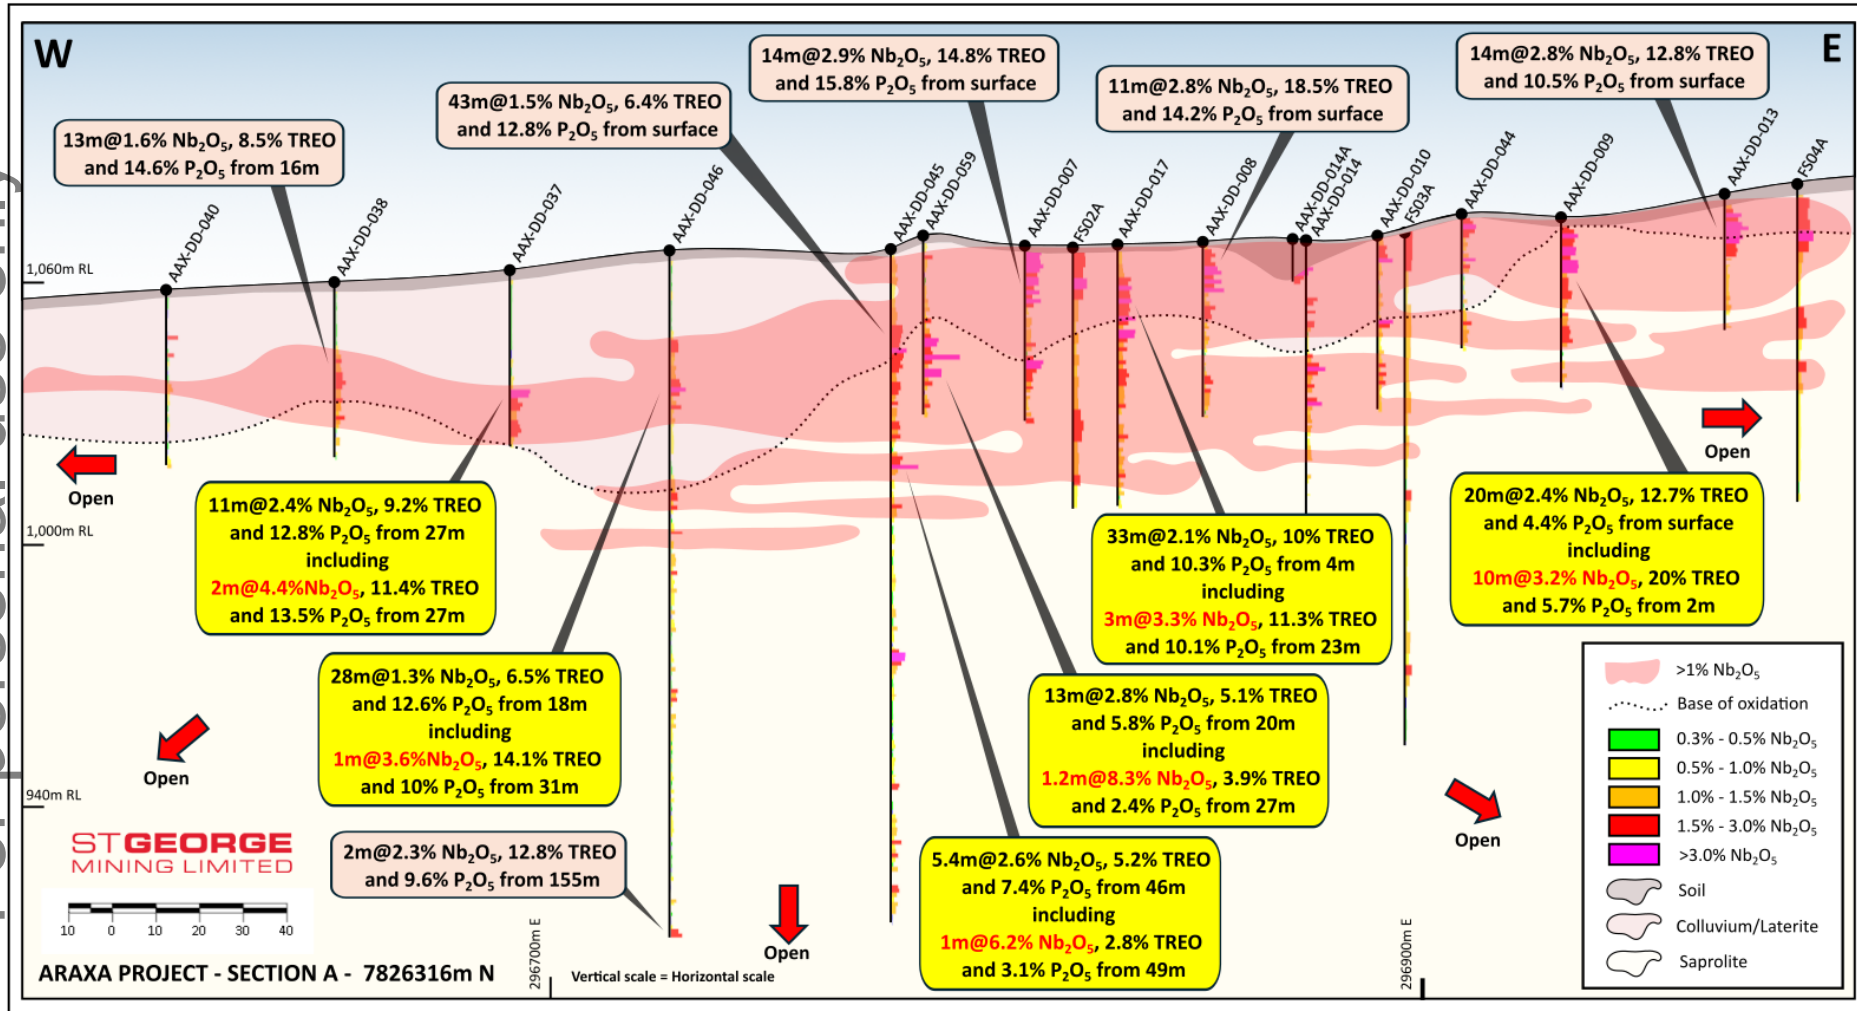 W
E
13m@1.6% Nb₂O₅, 8.5% TREO
and 14.6% P₂O₅ from 16m
43m@1.5% Nb₂O₅, 6.4% TREO
and 12.8% P₂O₅ from surface
14m@2.9% Nb₂O₅, 14.8% TREO
and 15.8% P₂O₅ from surface
11m@2.8% Nb₂O₅, 18.5% TREO
and 14.2% P₂O₅ from surface
14m@2.8% Nb₂O₅, 12.8% TREO
and 10.5% P₂O₅ from surface
AAX-DD-040
AAX-DD-038
AAX-DD-037
AAX-DD-046
AAX-DD-045
AAX-DD-059
AAX-DD-007
FS02A
AAX-DD-017
AAX-DD-008
AAX-DD-014A
AAX-DD-014
AAX-DD-010
FS03A
AAX-DD-044
AAX-DD-009
AAX-DD-013
FS04A
1,060m RL
1,000m RL
940m RL
Open
Open
Open
Open
Open
11m@2.4% Nb₂O₅, 9.2% TREO
and 12.8% P₂O₅ from 27m
including
2m@4.4%Nb₂O₅, 11.4% TREO
and 13.5% P₂O₅ from 27m
28m@1.3% Nb₂O₅, 6.5% TREO
and 12.6% P₂O₅ from 18m
including
1m@3.6%Nb₂O₅, 14.1% TREO
and 10% P₂O₅ from 31m
2m@2.3% Nb₂O₅, 12.8% TREO
and 9.6% P₂O₅ from 155m
5.4m@2.6% Nb₂O₅, 5.2% TREO
and 7.4% P₂O₅ from 46m
including
1m@6.2% Nb₂O₅, 2.8% TREO
and 3.1% P₂O₅ from 49m
13m@2.8% Nb₂O₅, 5.1% TREO
and 5.8% P₂O₅ from 20m
including
1.2m@8.3% Nb₂O₅, 3.9% TREO
and 2.4% P₂O₅ from 27m
33m@2.1% Nb₂O₅, 10% TREO
and 10.3% P₂O₅ from 4m
including
3m@3.3% Nb₂O₅, 11.3% TREO
and 10.1% P₂O₅ from 23m
20m@2.4% Nb₂O₅, 12.7% TREO
and 4.4% P₂O₅ from surface
including
10m@3.2% Nb₂O₅, 20% TREO
and 5.7% P₂O₅ from 2m
>1% Nb₂O₅
Base of oxidation
0.3% - 0.5% Nb₂O₅
0.5% - 1.0% Nb₂O₅
1.0% - 1.5% Nb₂O₅
1.5% - 3.0% Nb₂O₅
>3.0% Nb₂O₅
Soil
Colluvium/Laterite
Saprolite
STGEORGE
MINING LIMITED
10 0 10 20 30 40
ARAXA PROJECT - SECTION A - 7826316m N
Vertical scale = Horizontal scale
296700m E
296900m E